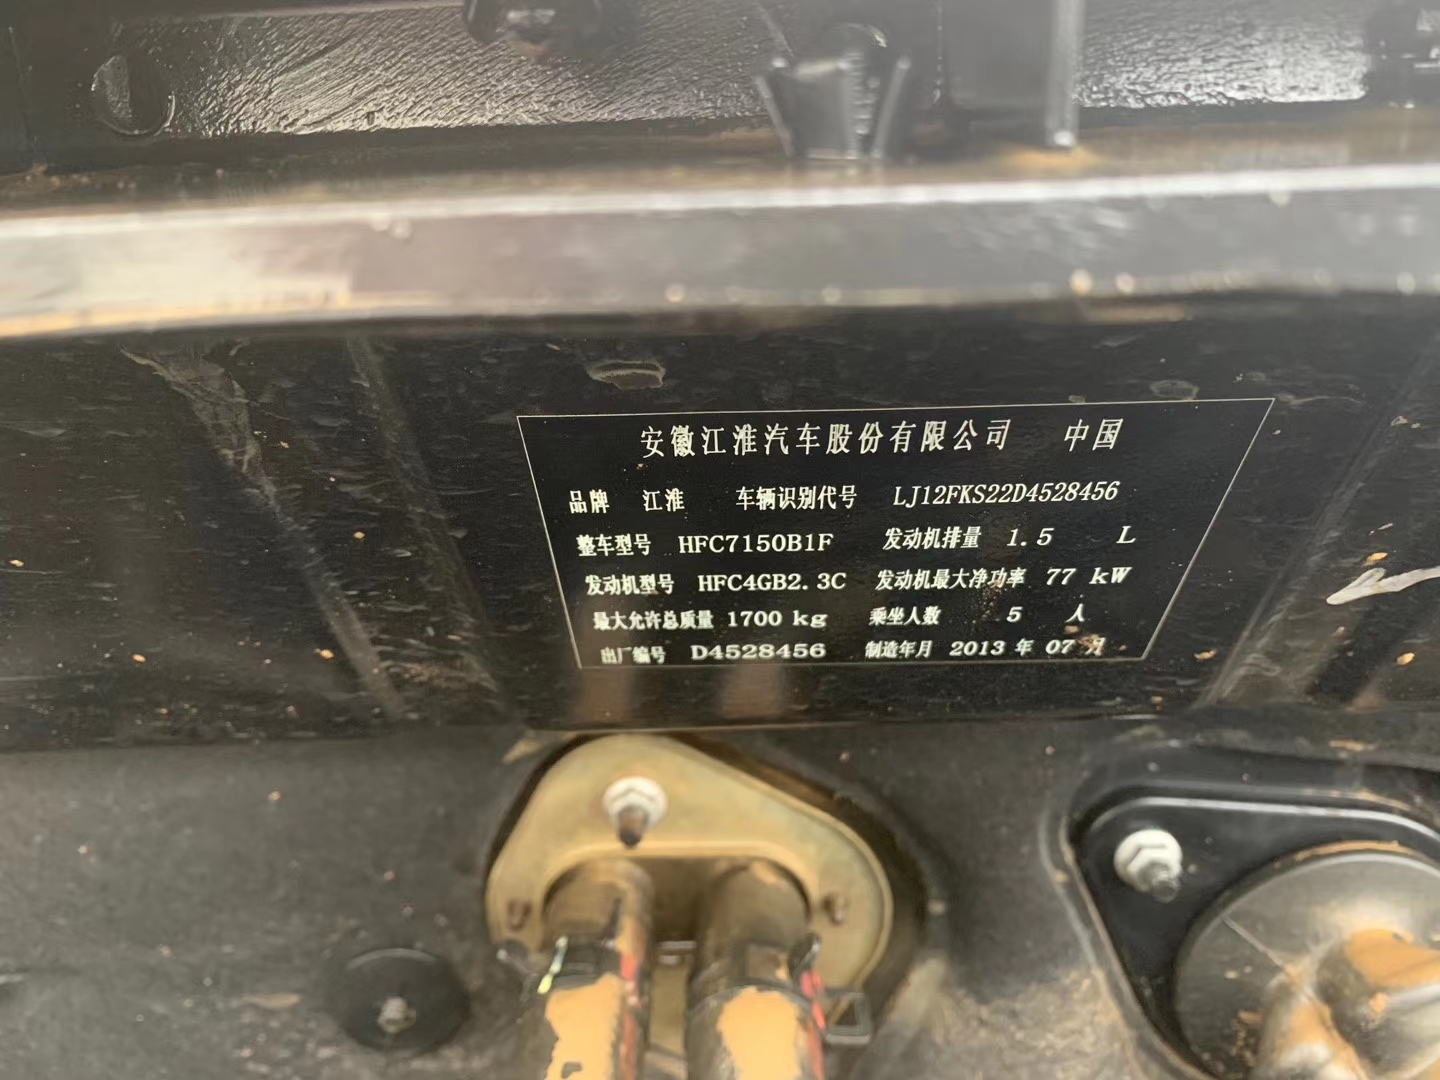 安徽江淮汽车股份有限公司 中国
品牌 江淮 车辆识别代号 LJ12FKS22D4528456
整车型号 HFC7150B1F 发动机排量 1.5 L
发动机型号 HFC4GB2.3C 发动机最大净功率 77 kW
最大允许总质量 1700 kg 乘坐人数 5 人
出厂编号 D4528456 制造年月 2013 年 07 月